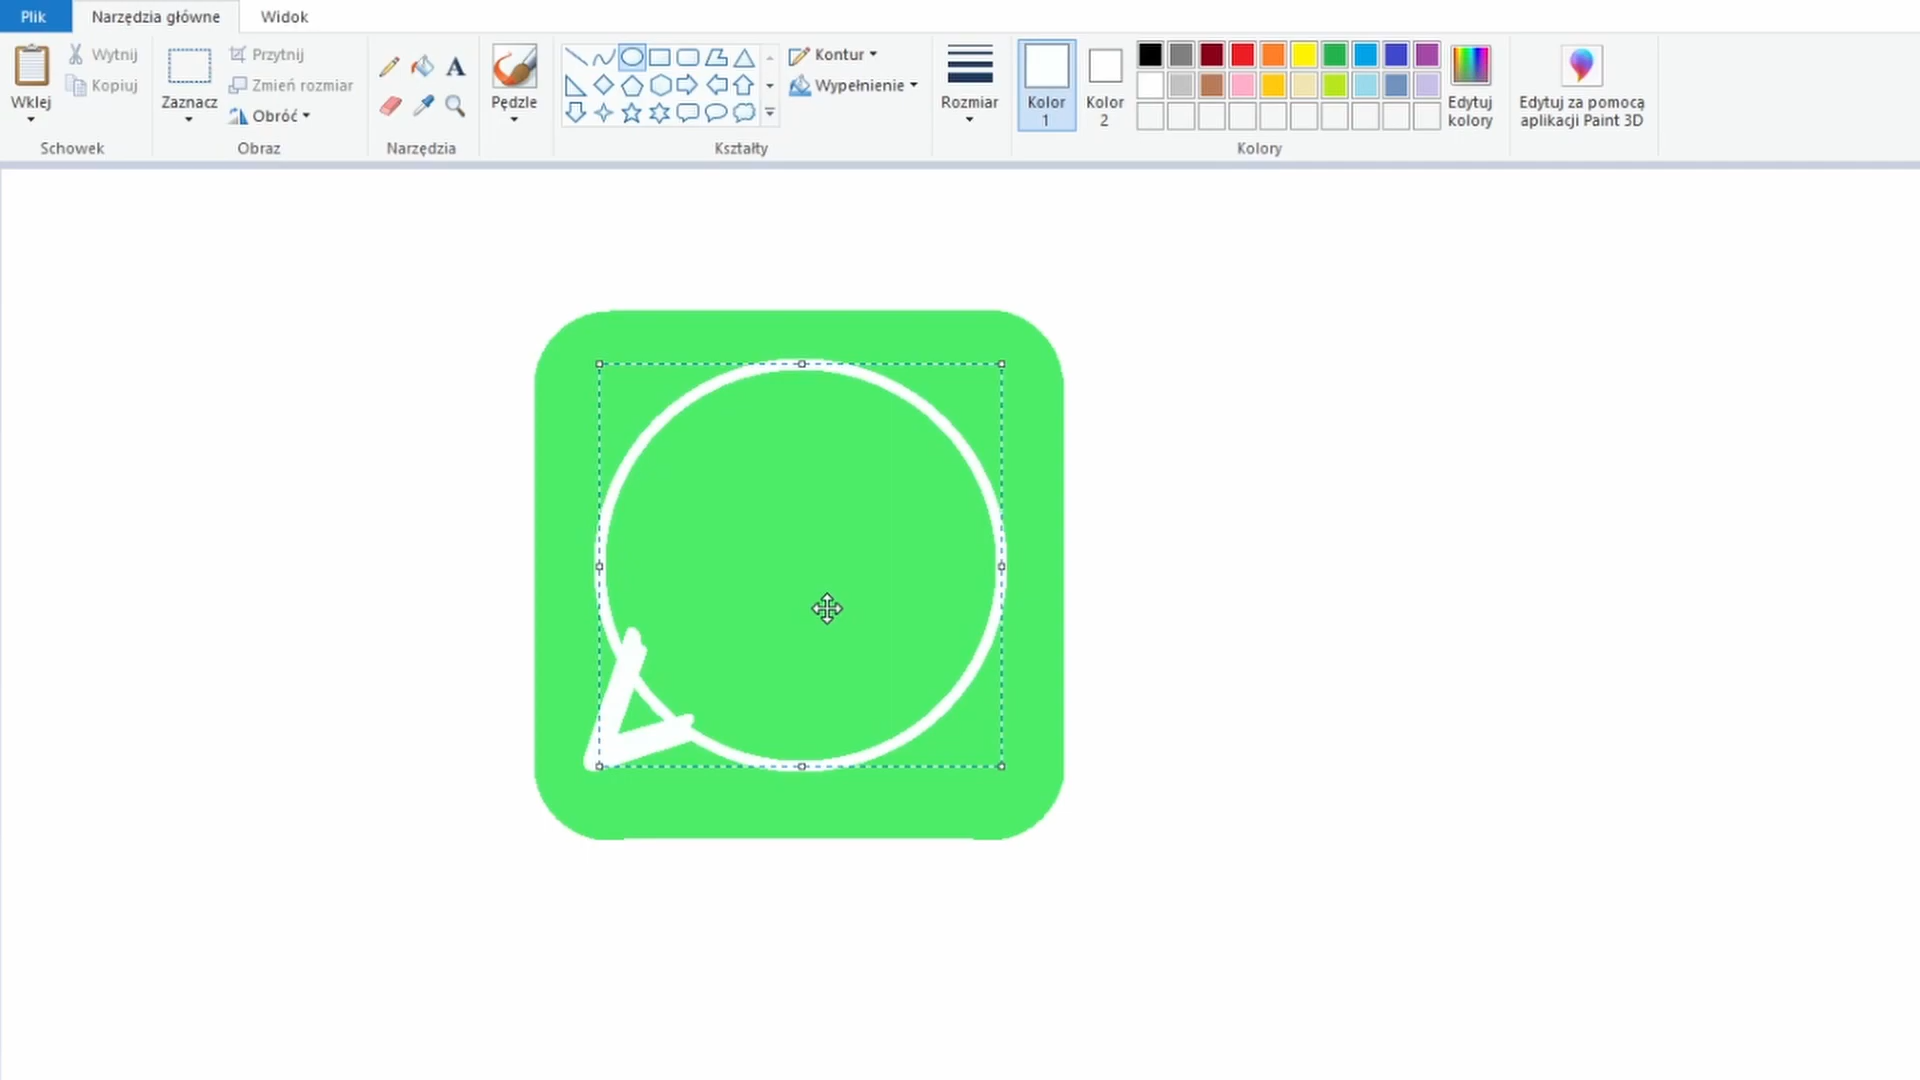 Plik Narzędzia główne Widok
Wklej
Wytnij
Kopiuj
Schowek
Zaznacz
Przytnij
Zmień rozmiar
Obróć
Obraz
A
Narzędzia
Pędzle
Kształty
Kontur
Wypełnienie
Rozmiar
Kolor
1
Kolor
2
Kolory
Edytuj
kolory
Edytuj za pomocą
aplikacji Paint 3D